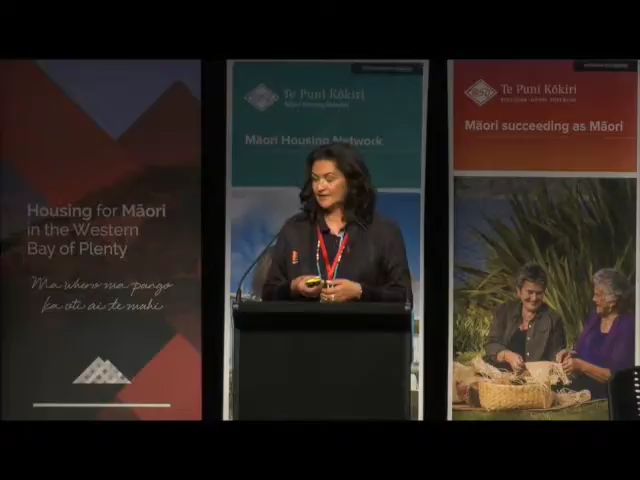 Housing for Māori
in the Western
Bay of Plenty
Ma whero ma pango
ka oti ai te mahi
Te Puni Kōkiri
Māori Housing Network
Te Puni Kōkiri
Māori succeeding as Māori